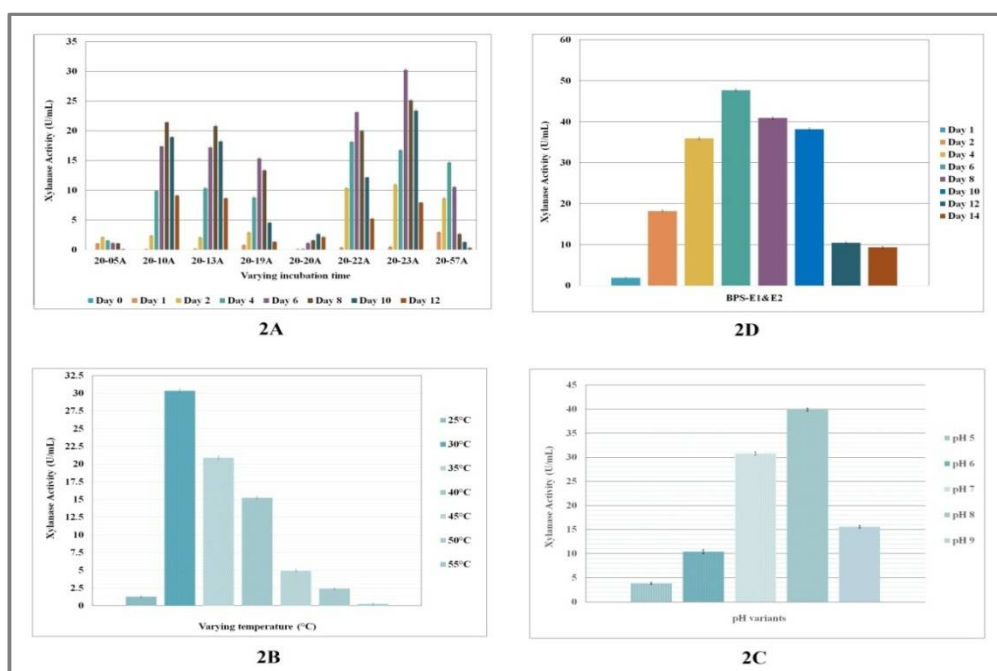 35
30
25
20
15
10
5
0
Xylanase Activity (U/mL)
20-05A 20-10A 20-13A 20-19A 20-20A 20-22A 20-23A 20-57A
Varying incubation time
Day 0 Day 1 Day 2 Day 4 Day 6 Day 8 Day 10 Day 12
2A
60
50
40
30
20
10
0
Xylanase Activity (U/mL)
BPS-E1&E2
Day 1
Day 2
Day 4
Day 6
Day 8
Day 10
Day 12
Day 14
2D
32.5
30
27.5
25
22.5
20
17.5
15
12.5
10
7.5
5
2.5
0
Xylanase Activity (U/mL)
Varying temperature (°C)
25°C
30°C
35°C
40°C
45°C
50°C
55°C
2B
45
40
35
30
25
20
15
10
5
0
Xylanase Activity (U/mL)
pH variants
pH 5
pH 6
pH 7
pH 8
pH 9
2C